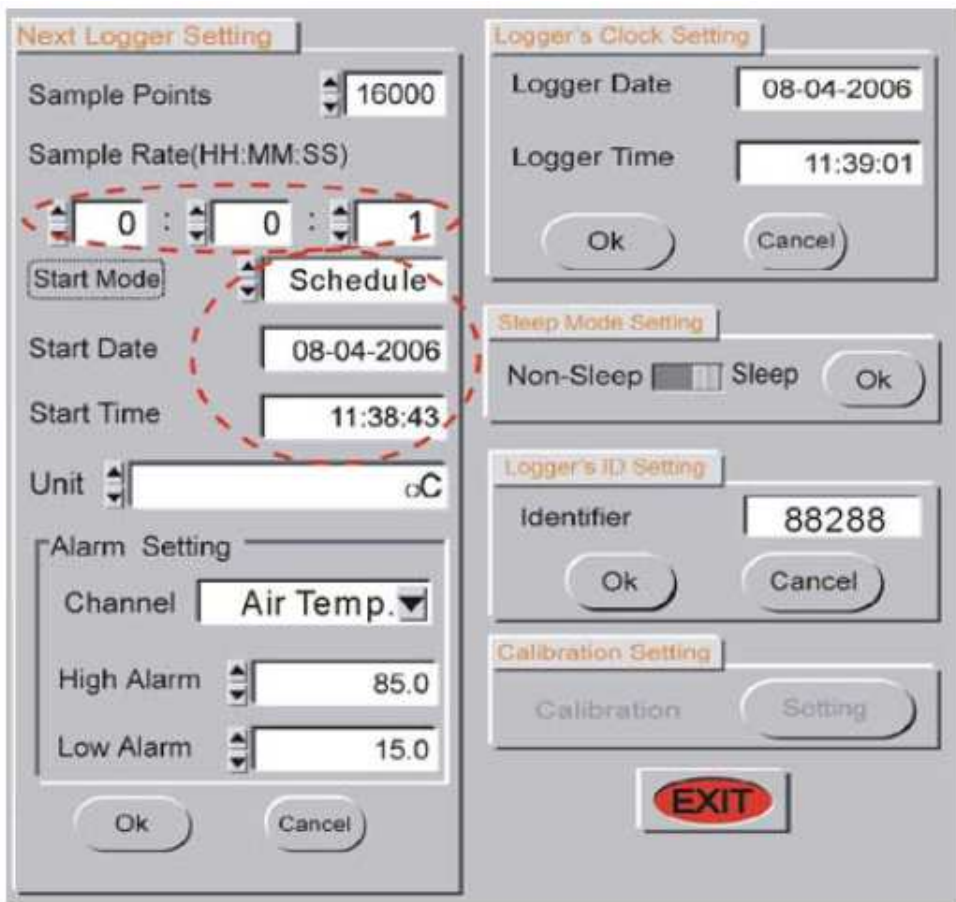 Next Logger Setting
Sample Points 16000
Sample Rate(HH:MM:SS)
0 : 0 : 1
Start Mode Schedule
Start Date 08-04-2006
Start Time 11:38:43
Unit oC
Alarm Setting
Channel Air Temp.
High Alarm 85.0
Low Alarm 15.0
Ok Cancel
Logger's Clock Setting
Logger Date 08-04-2006
Logger Time 11:39:01
Ok Cancel
Sleep Mode Setting
Non-Sleep Sleep Ok
Logger's ID Setting
Identifier 88288
Ok Cancel
Calibration Setting
Calibration Setting
EXIT